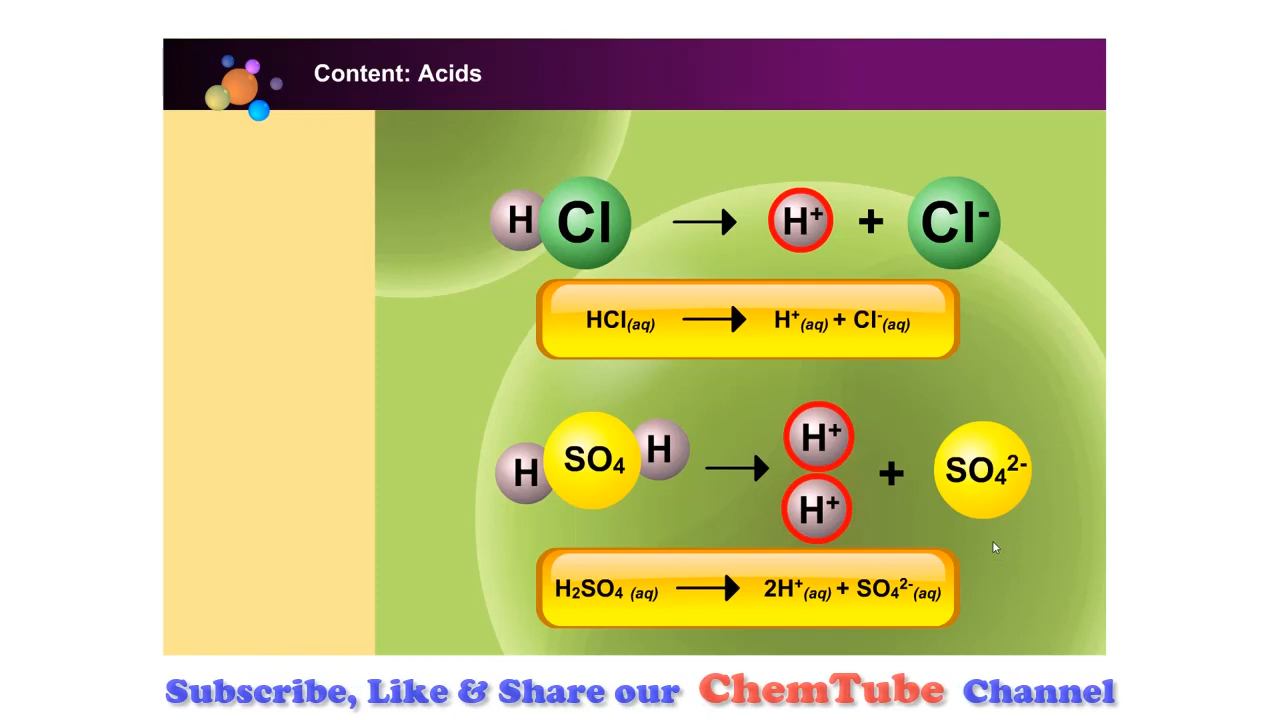 Content: Acids
H Cl → H⁺ + Cl⁻
HCl(aq) → H⁺(aq) + Cl⁻(aq)
H SO₄ H → H⁺ H⁺ + SO₄²⁻
H₂SO₄ (aq) → 2H⁺(aq) + SO₄²⁻(aq)
Subscribe, Like & Share our ChemTube Channel